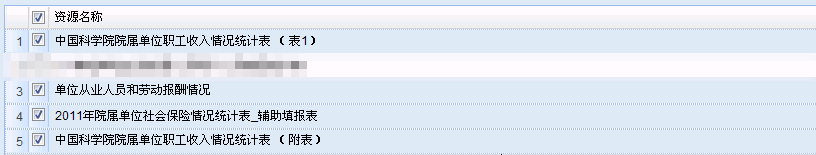 资源名称
1 中国科学院院属单位职工收入情况统计表 （ 表1）
3 单位从业人员和劳动报酬情况
4 2011年院属单位社会保险情况统计表_辅助填报表
5 中国科学院院属单位职工收入情况统计表 （ 附表）